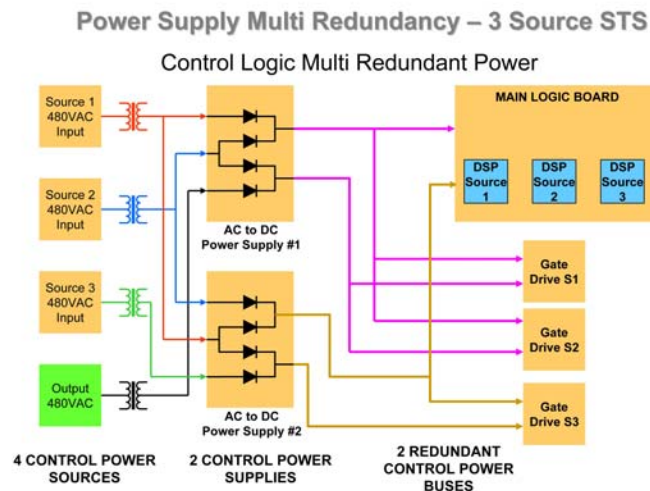 Power Supply Multi Redundancy – 3 Source STS
Control Logic Multi Redundant Power
Source 1
480VAC
Input
Source 2
480VAC
Input
Source 3
480VAC
Input
Output
480VAC
AC to DC
Power Supply #1
AC to DC
Power Supply #2
MAIN LOGIC BOARD
DSP
Source
1
DSP
Source
2
DSP
Source
3
Gate
Drive S1
Gate
Drive S2
Gate
Drive S3
4 CONTROL POWER
SOURCES
2 CONTROL POWER
SUPPLIES
2 REDUNDANT
CONTROL POWER
BUSES